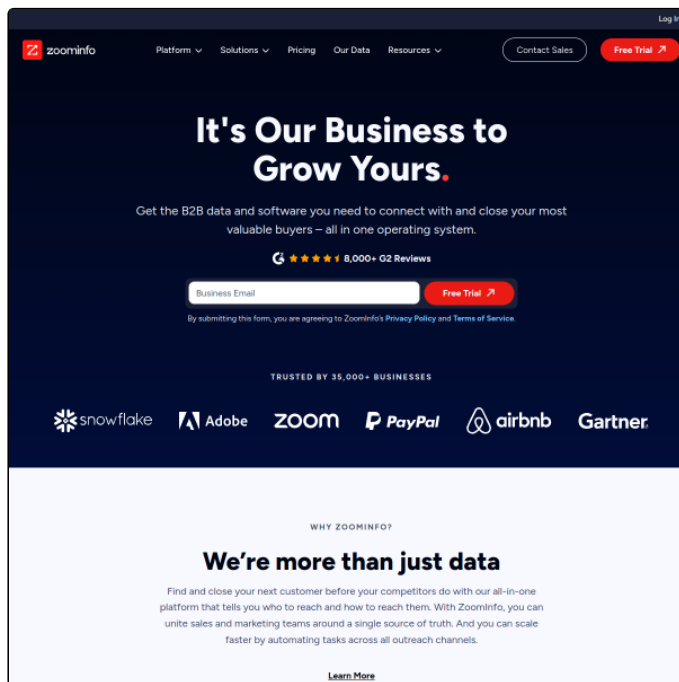 Log In
zoominfo
Platform
Solutions
Pricing
Our Data
Resources
Contact Sales
Free Trial
It's Our Business to
Grow Yours.
Get the B2B data and software you need to connect with and close your most
valuable buyers – all in one operating system.
8,000+ G2 Reviews
Business Email
Free Trial
By submitting this form, you are agreeing to ZoomInfo's Privacy Policy and Terms of Service.
TRUSTED BY 35,000+ BUSINESSES
snowflake
Adobe
zoom
PayPal
airbnb
Gartner
WHY ZOOMINFO?
We're more than just data
Find and close your next customer before your competitors do with our all-in-one
platform that tells you who to reach and how to reach them. With ZoomInfo, you can
unite sales and marketing teams around a single source of truth. And you can scale
faster by automating tasks across all outreach channels.
Learn More